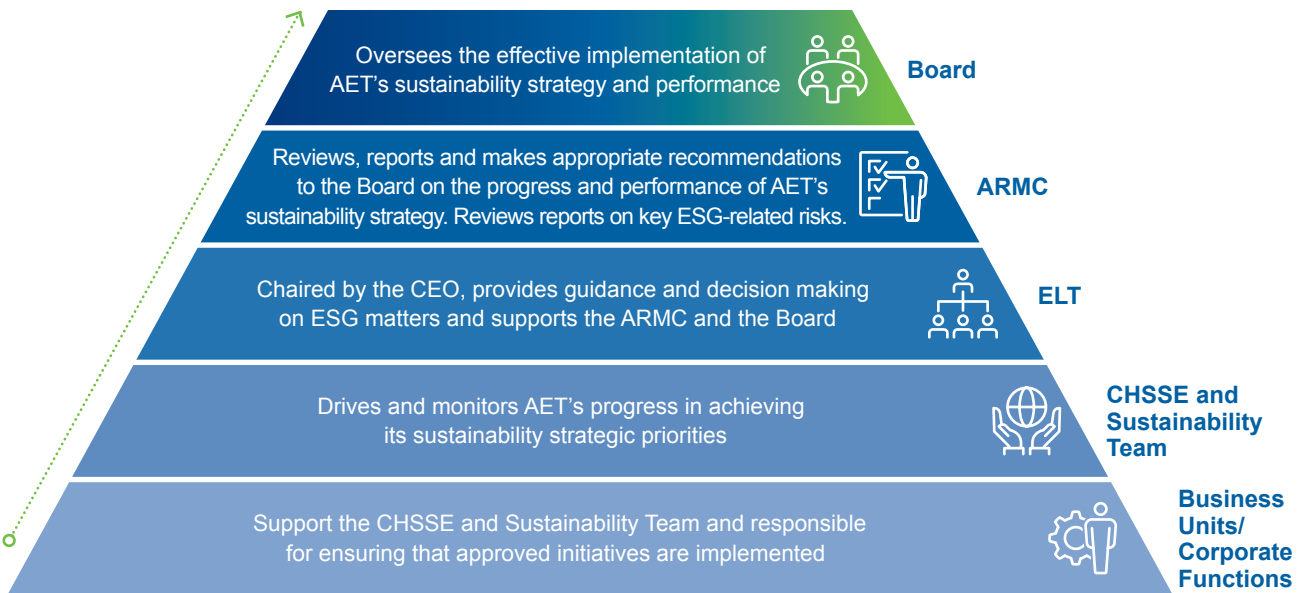 Oversees the effective implementation of
AET’s sustainability strategy and performance
Board
Reviews, reports and makes appropriate recommendations
to the Board on the progress and performance of AET’s
sustainability strategy. Reviews reports on key ESG-related risks.
ARMC
Chaired by the CEO, provides guidance and decision making
on ESG matters and supports the ARMC and the Board
ELT
Drives and monitors AET’s progress in achieving
its sustainability strategic priorities
CHSSE and
Sustainability
Team
Support the CHSSE and Sustainability Team and responsible
for ensuring that approved initiatives are implemented
Business
Units/
Corporate
Functions